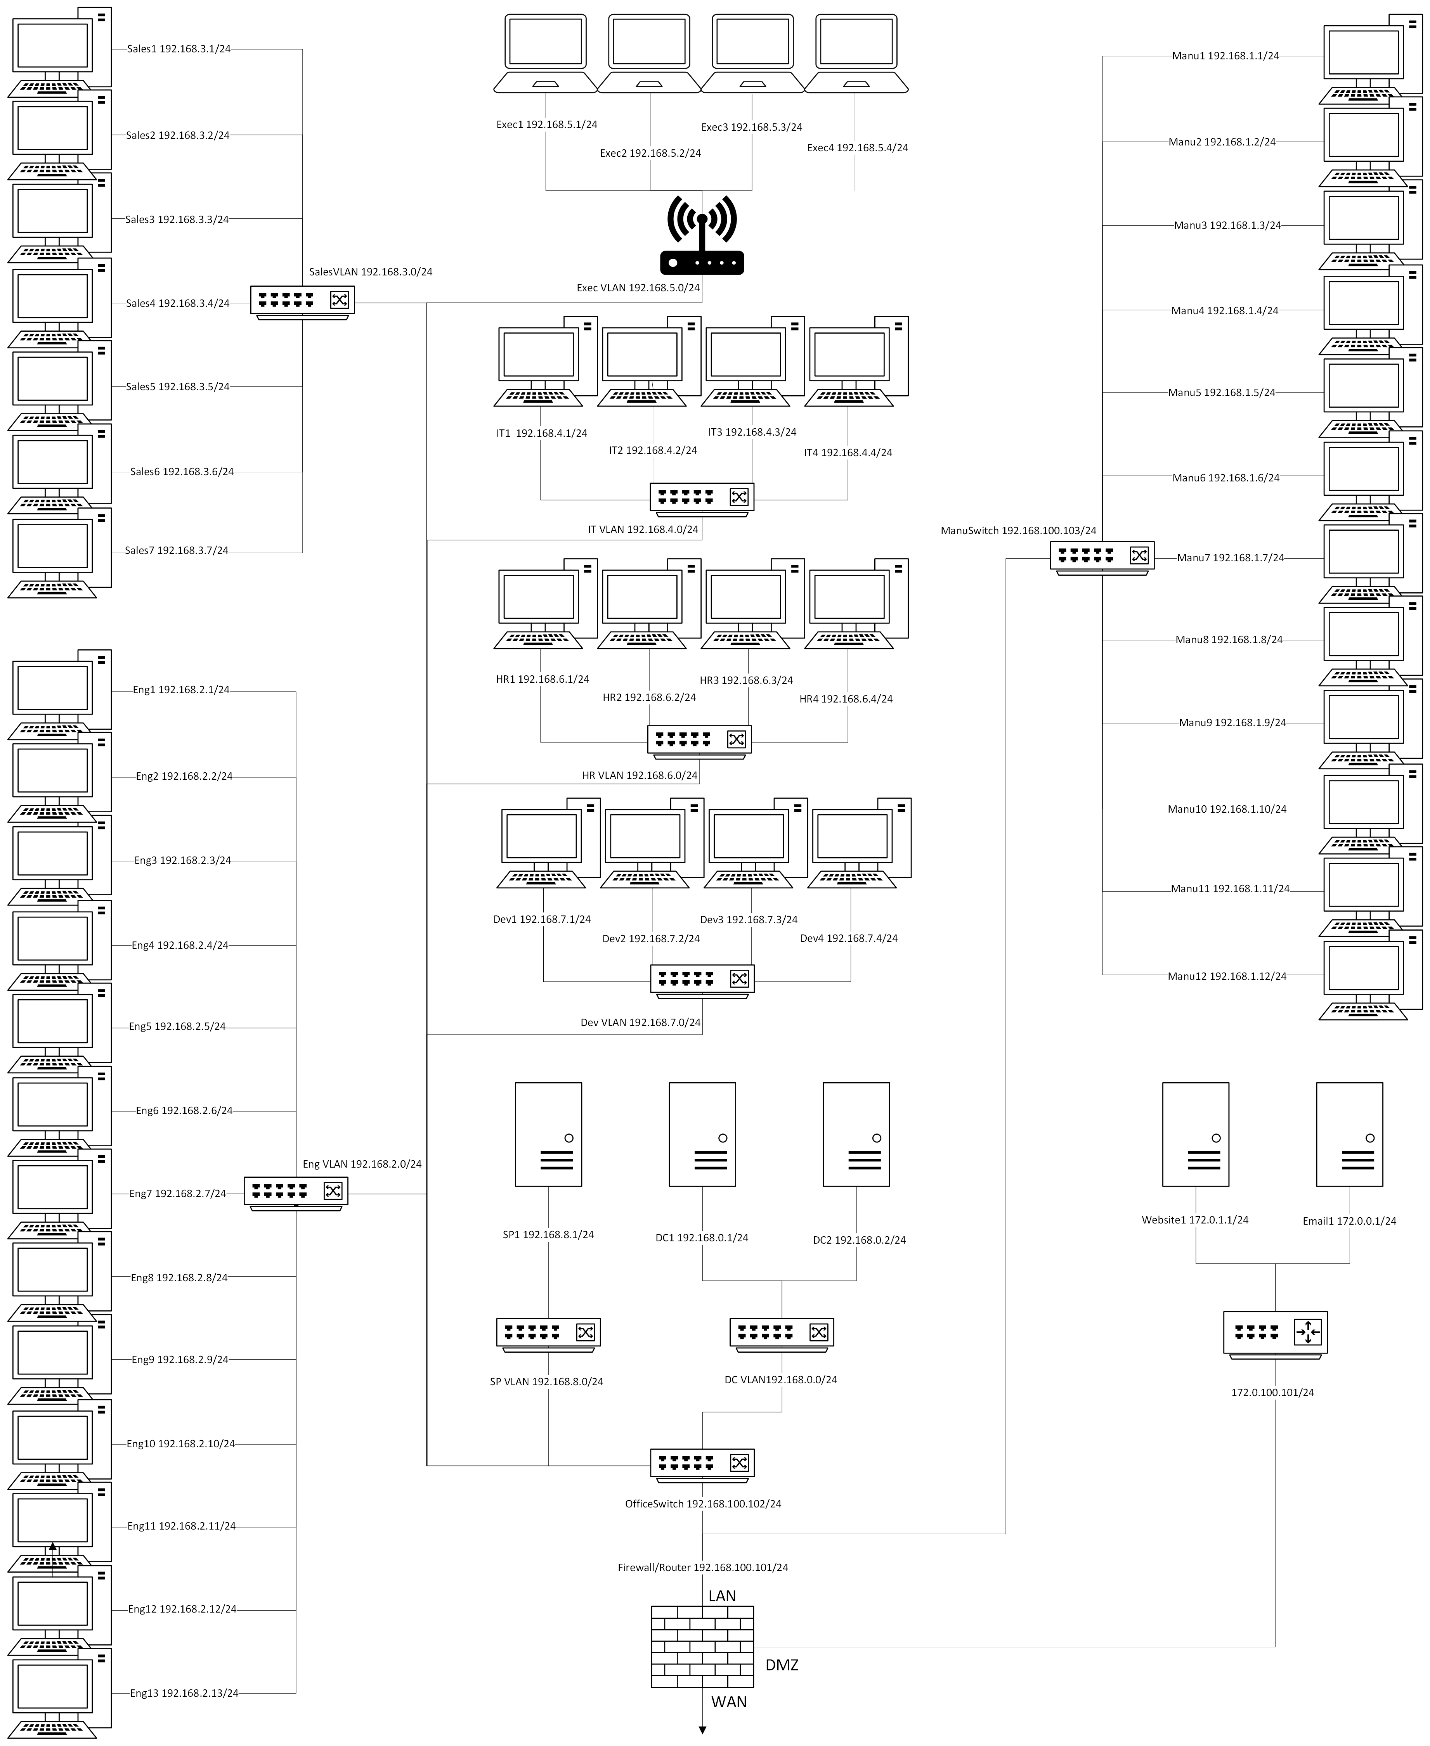 Sales1 192.168.3.1/24
Sales2 192.168.3.2/24
Sales3 192.168.3.3/24
SalesVLAN 192.168.3.0/24
Sales4 192.168.3.4/24
Sales5 192.168.3.5/24
Sales6 192.168.3.6/24
Sales7 192.168.3.7/24
Eng1 192.168.2.1/24
Eng2 192.168.2.2/24
Eng3 192.168.2.3/24
Eng4 192.168.2.4/24
Eng5 192.168.2.5/24
Eng6 192.168.2.6/24
Eng VLAN 192.168.2.0/24
Eng7 192.168.2.7/24
Eng8 192.168.2.8/24
Eng9 192.168.2.9/24
Eng10 192.168.2.10/24
Eng11 192.168.2.11/24
Eng12 192.168.2.12/24
Eng13 192.168.2.13/24
Exec1 192.168.5.1/24
Exec2 192.168.5.2/24
Exec3 192.168.5.3/24
Exec4 192.168.5.4/24
Exec VLAN 192.168.5.0/24
IT1 192.168.4.1/24
IT2 192.168.4.2/24
IT3 192.168.4.3/24
IT4 192.168.4.4/24
IT VLAN 192.168.4.0/24
HR1 192.168.6.1/24
HR2 192.168.6.2/24
HR3 192.168.6.3/24
HR4 192.168.6.4/24
HR VLAN 192.168.6.0/24
Dev1 192.168.7.1/24
Dev2 192.168.7.2/24
Dev3 192.168.7.3/24
Dev4 192.168.7.4/24
Dev VLAN 192.168.7.0/24
SP1 192.168.8.1/24
DC1 192.168.0.1/24
DC2 192.168.0.2/24
SP VLAN 192.168.8.0/24
DC VLAN192.168.0.0/24
OfficeSwitch 192.168.100.102/24
Firewall/Router 192.168.100.101/24
LAN
DMZ
WAN
Manu1 192.168.1.1/24
Manu2 192.168.1.2/24
Manu3 192.168.1.3/24
Manu4 192.168.1.4/24
Manu5 192.168.1.5/24
Manu6 192.168.1.6/24
ManuSwitch 192.168.100.103/24
Manu7 192.168.1.7/24
Manu8 192.168.1.8/24
Manu9 192.168.1.9/24
Manu10 192.168.1.10/24
Manu11 192.168.1.11/24
Manu12 192.168.1.12/24
Website1 172.0.1.1/24
Email1 172.0.0.1/24
172.0.100.101/24